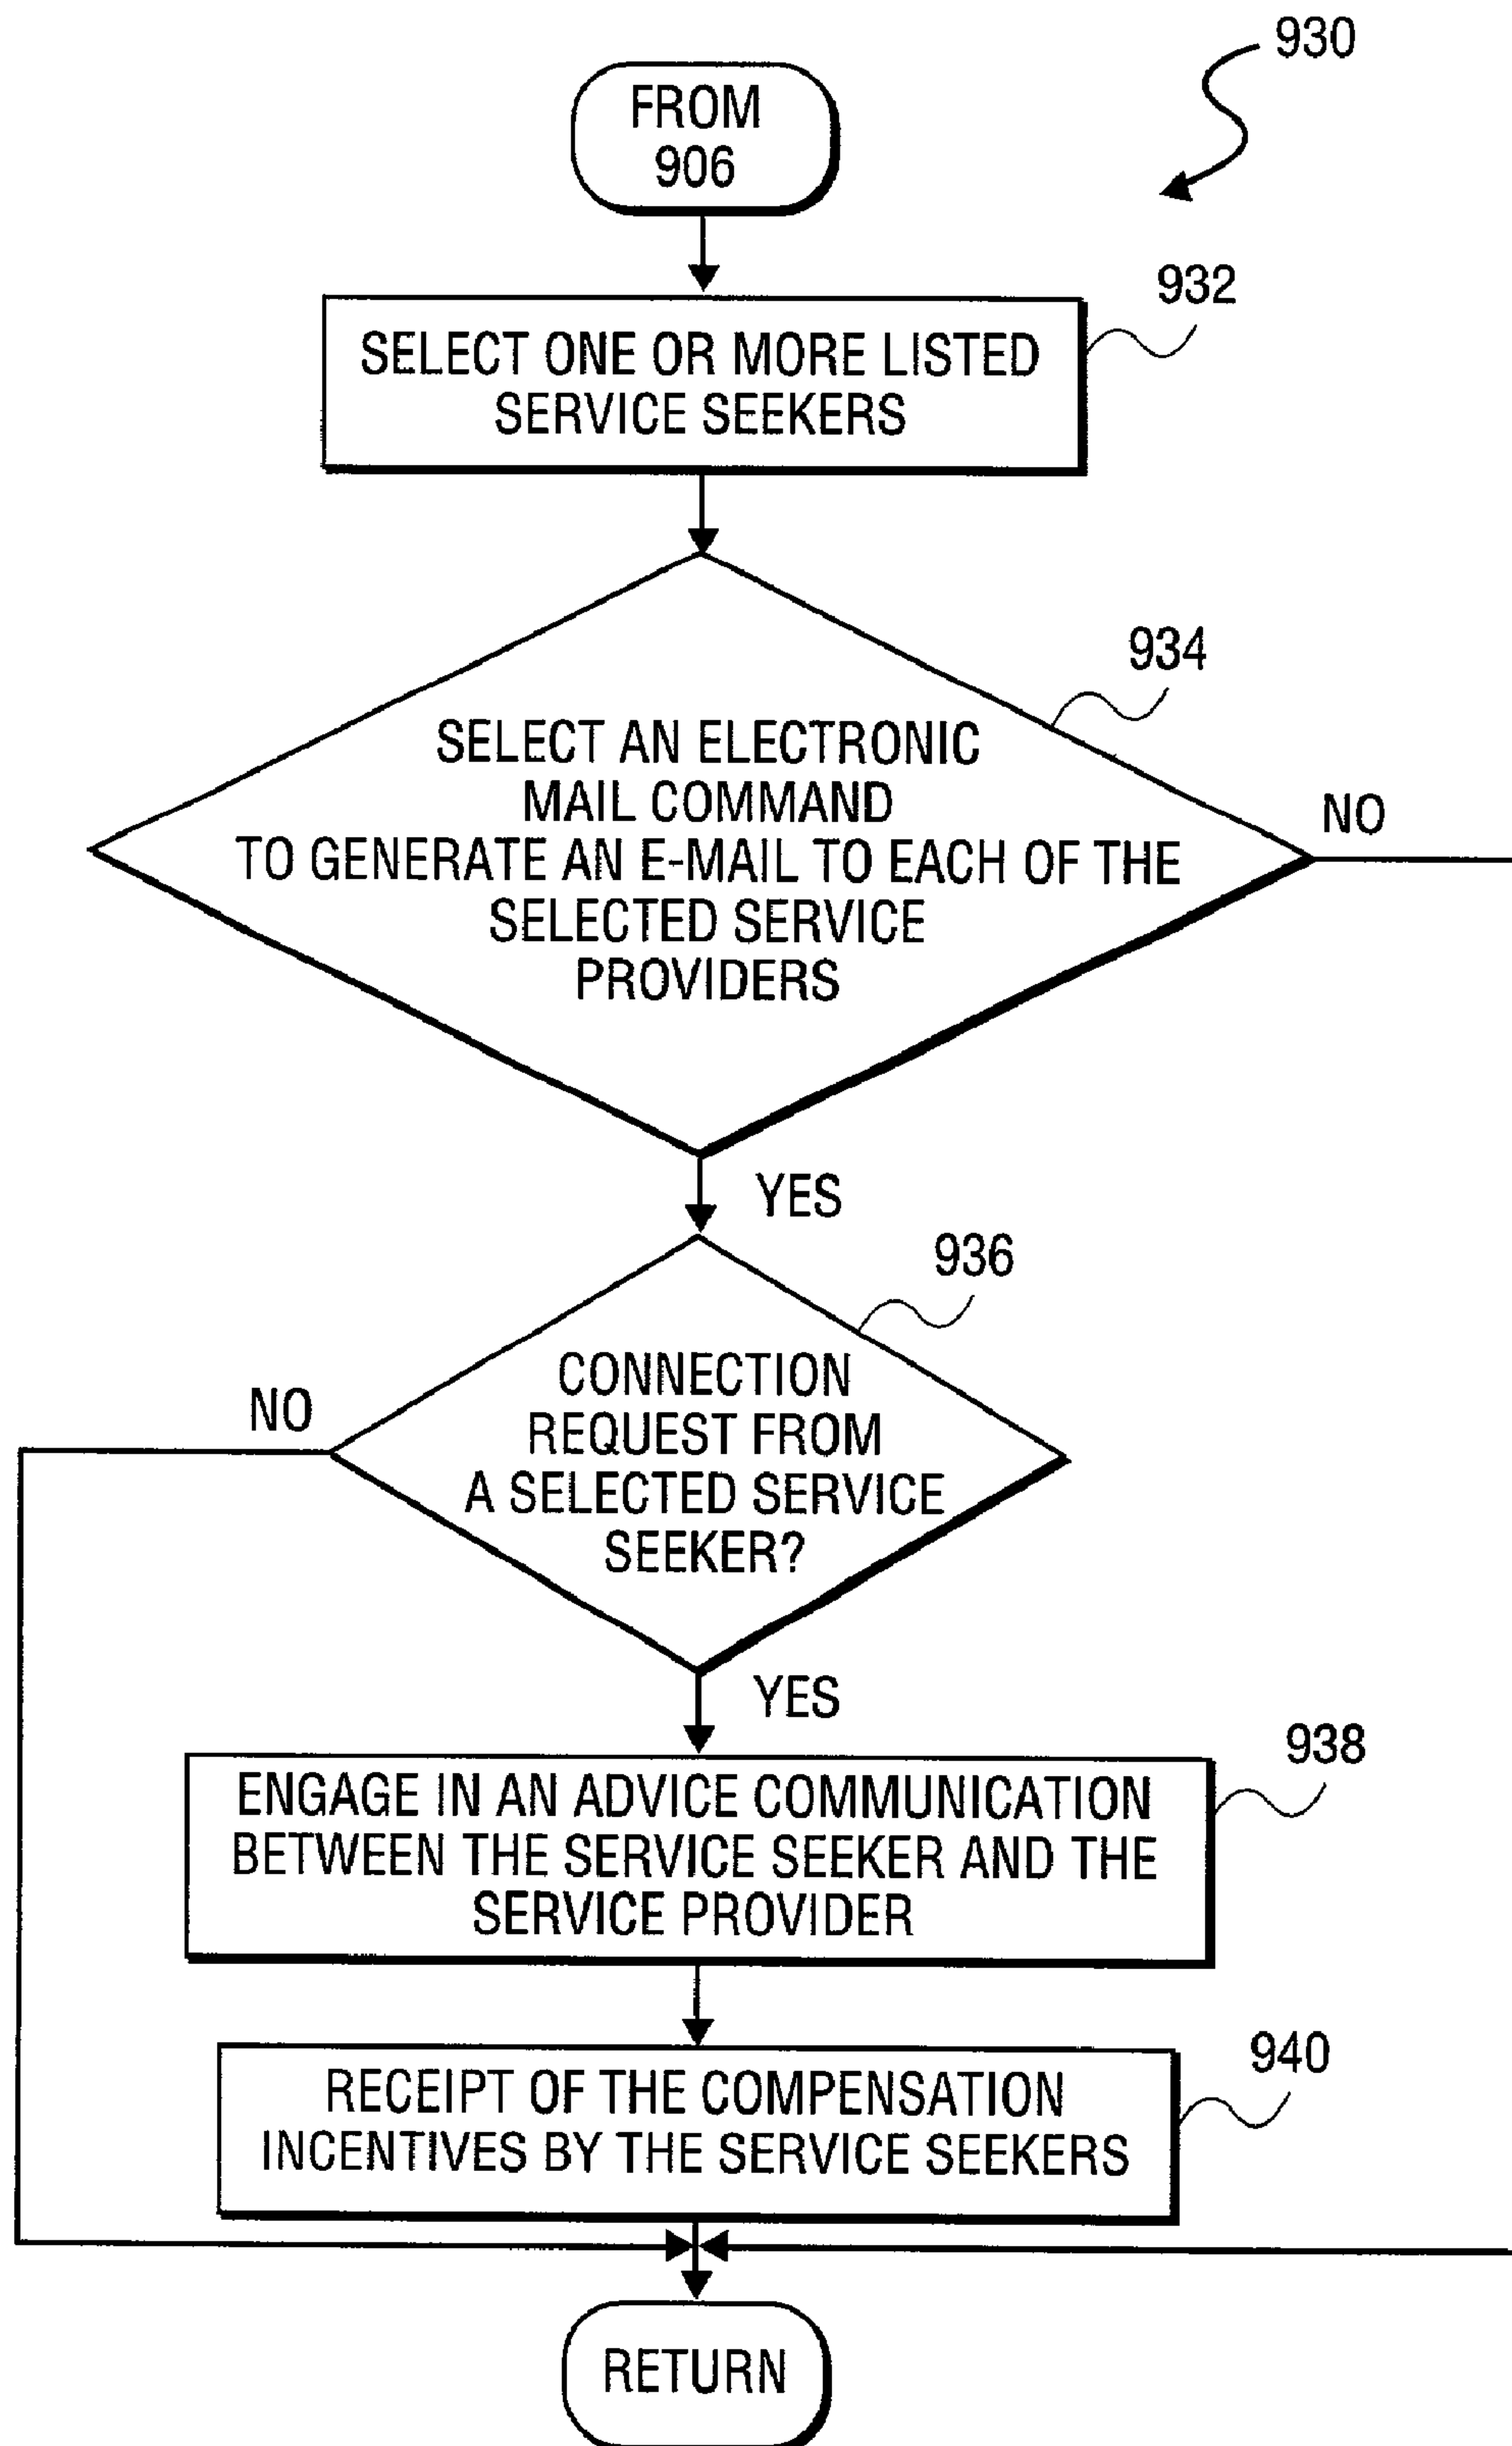 930
FROM
906
932
SELECT ONE OR MORE LISTED
SERVICE SEEKERS
934
SELECT AN ELECTRONIC
MAIL COMMAND
TO GENERATE AN E-MAIL TO EACH OF THE
SELECTED SERVICE
PROVIDERS
NO
YES
936
CONNECTION
REQUEST FROM
A SELECTED SERVICE
SEEKER?
NO
YES
938
ENGAGE IN AN ADVICE COMMUNICATION
BETWEEN THE SERVICE SEEKER AND THE
SERVICE PROVIDER
940
RECEIPT OF THE COMPENSATION
INCENTIVES BY THE SERVICE SEEKERS
RETURN